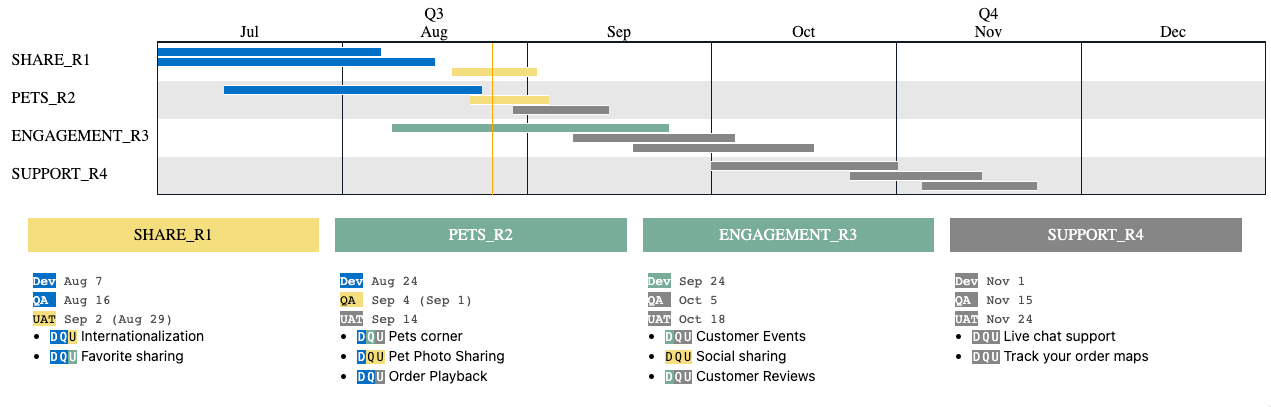 Q3 Q4
Jul Aug Sep Oct Nov Dec
SHARE_R1
PETS_R2
ENGAGEMENT_R3
SUPPORT_R4
SHARE_R1
Dev Aug 7
QA Aug 16
UAT Sep 2 (Aug 29)
• DQU Internationalization
• DQU Favorite sharing
PETS_R2
Dev Aug 24
QA Sep 4 (Sep 1)
UAT Sep 14
• DQU Pets corner
• DQU Pet Photo Sharing
• DQU Order Playback
ENGAGEMENT_R3
Dev Sep 24
QA Oct 5
UAT Oct 18
• DQU Customer Events
• DQU Social sharing
• DQU Customer Reviews
SUPPORT_R4
Dev Nov 1
QA Nov 15
UAT Nov 24
• DQU Live chat support
• DQU Track your order maps